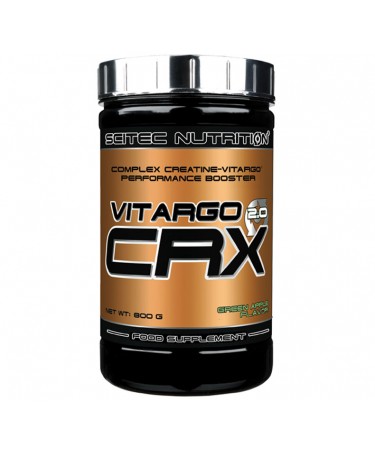 SCITEC NUTRITION
COMPLEX CREATINE-VITARGO
PERFORMANCE BOOSTER
VITARGO 2.0
CRX
GREEN APPLE
FLAVOR
NET WT: 800 G
FOOD SUPPLEMENT